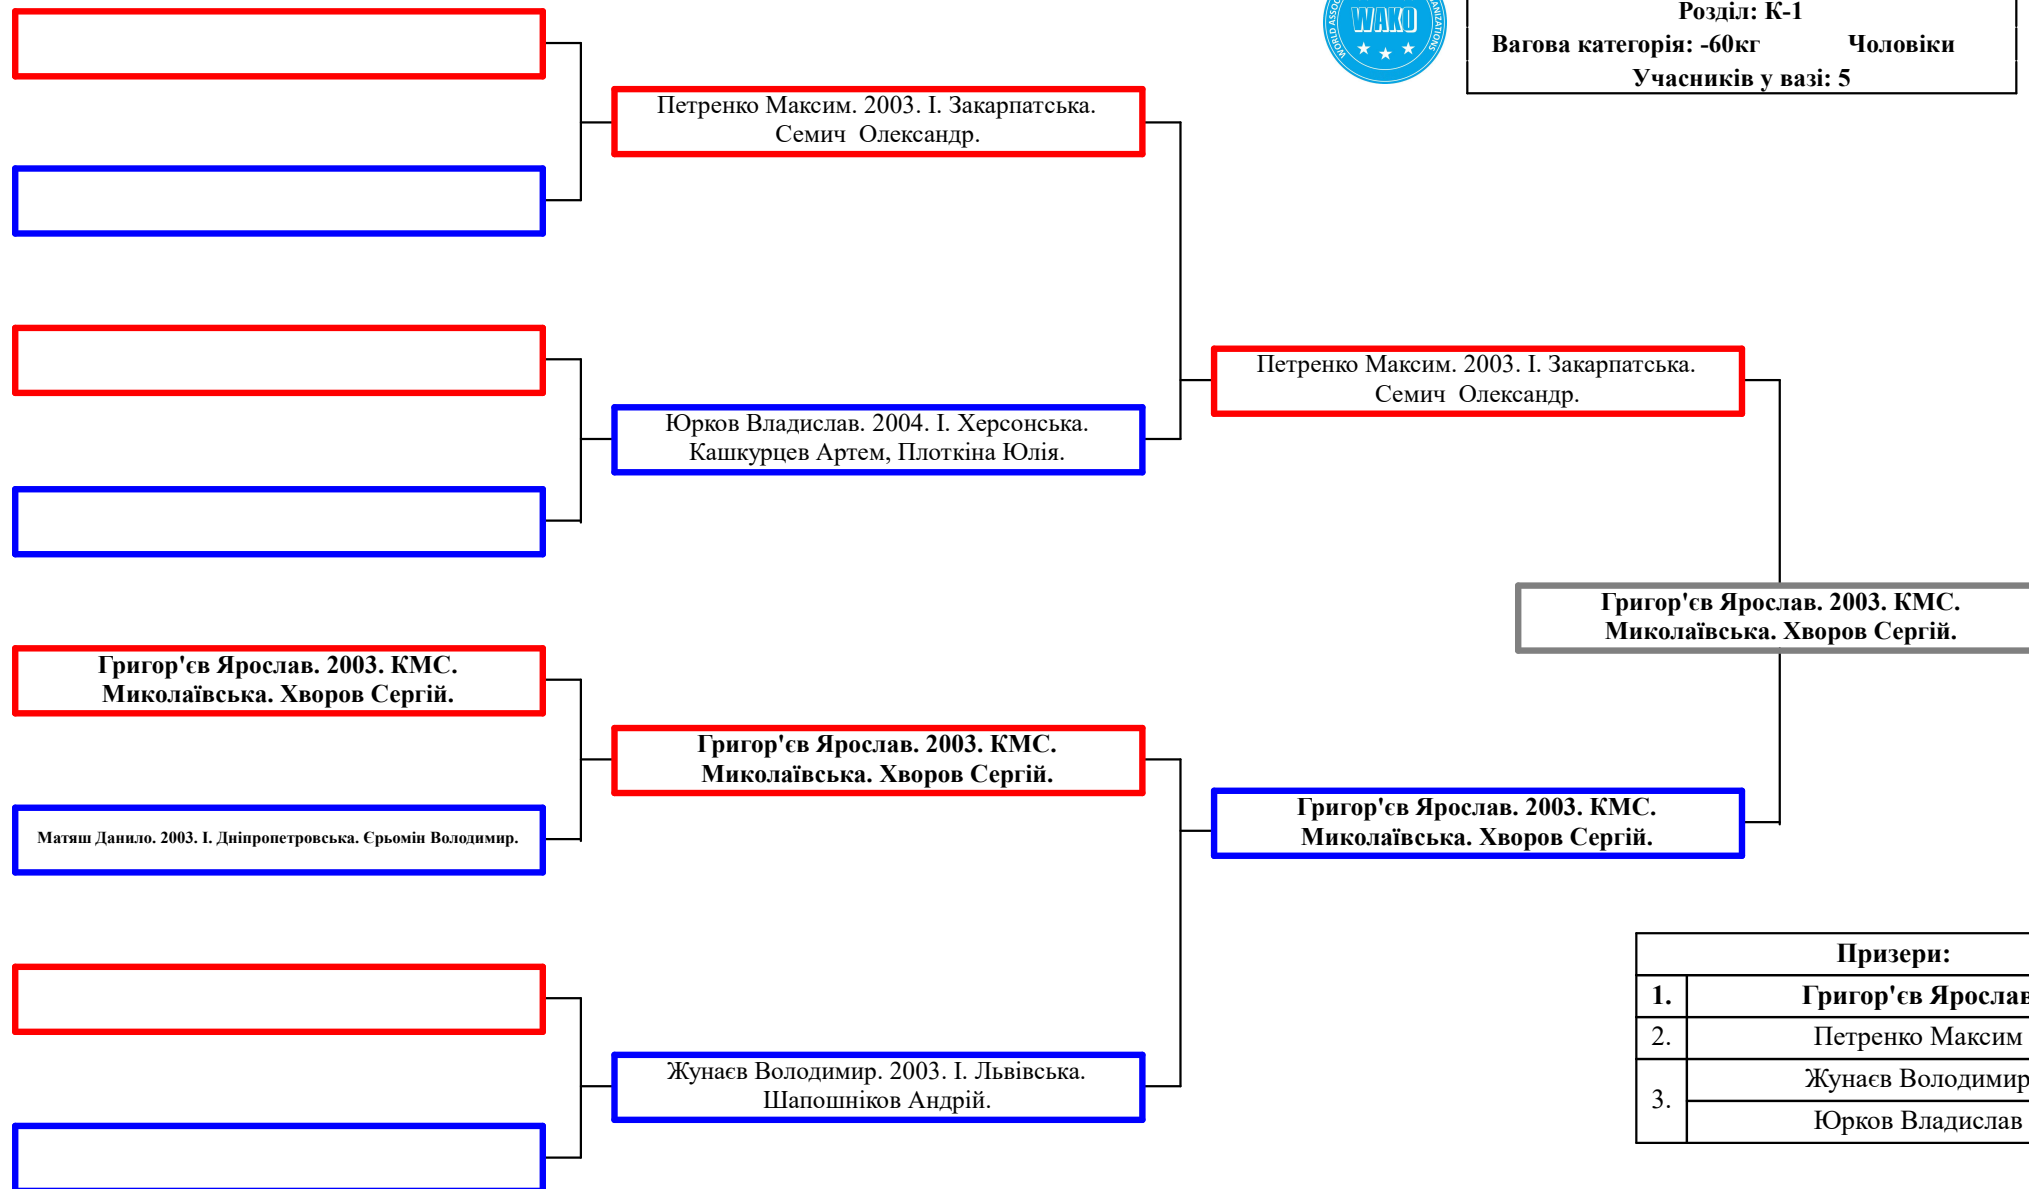 WAKO
Розділ: К-1
Вагова категорія: -60кг Чоловіки
Учасників у вазі: 5
Петренко Максим. 2003. І. Закарпатська.
Семич Олександр.
Петренко Максим. 2003. І. Закарпатська.
Семич Олександр.
Юрков Владислав. 2004. І. Херсонська.
Кашкурцев Артем, Плоткіна Юлія.
Григор'єв Ярослав. 2003. КМС.
Миколаївська. Хворов Сергій.
Григор'єв Ярослав. 2003. КМС.
Миколаївська. Хворов Сергій.
Григор'єв Ярослав. 2003. КМС.
Миколаївська. Хворов Сергій.
Григор'єв Ярослав. 2003. КМС.
Миколаївська. Хворов Сергій.
Матяш Данило. 2003. І. Дніпропетровська. Єрьомін Володимир.
Жунаєв Володимир. 2003. І. Львівська.
Шапошніков Андрій.
Призери:
1. Григор'єв Ярослав
2. Петренко Максим
Жунаєв Володимир
3.
Юрков Владислав